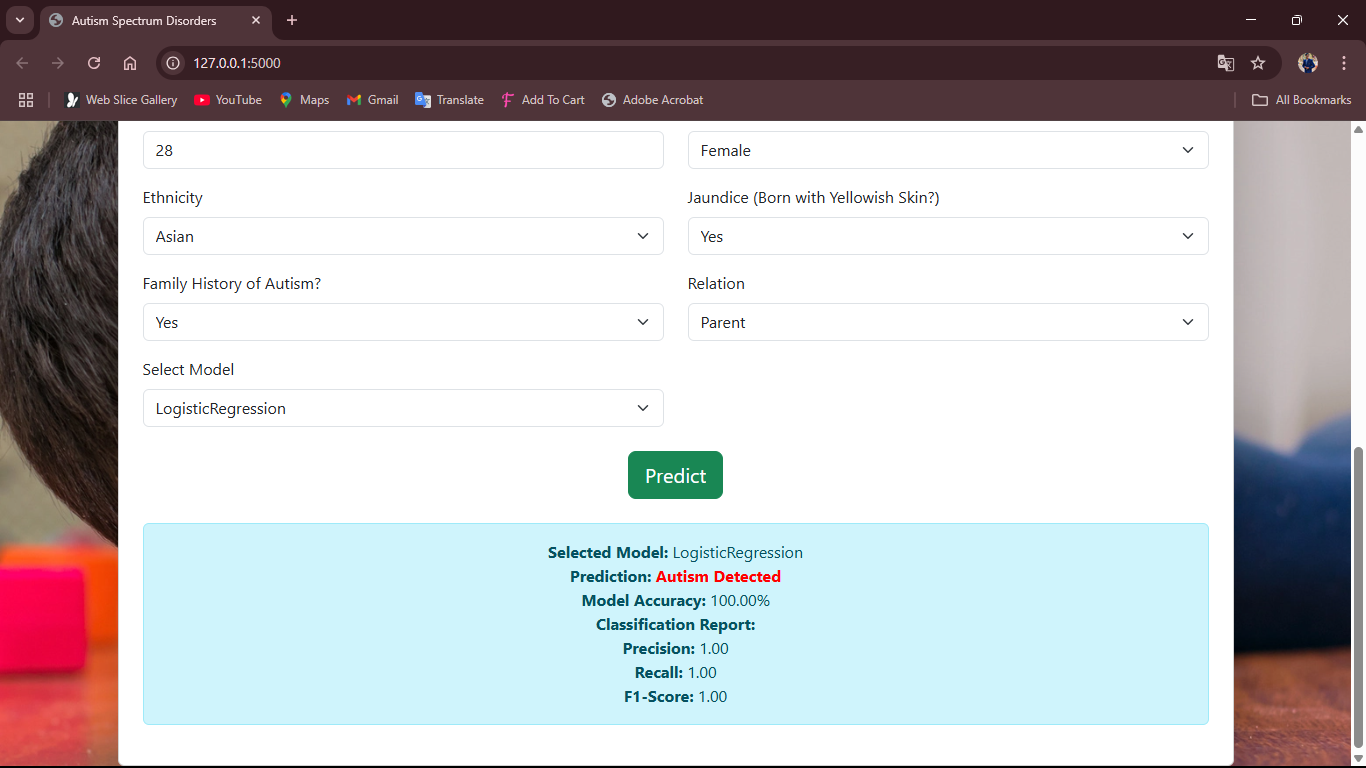 Autism Spectrum Disorders
127.0.0.1:5000
Web Slice Gallery YouTube Maps Gmail Translate Add To Cart Adobe Acrobat All Bookmarks
28 Female
Ethnicity Jaundice (Born with Yellowish Skin?)
Asian Yes
Family History of Autism? Relation
Yes Parent
Select Model
LogisticRegression
Predict
Selected Model: LogisticRegression
Prediction: Autism Detected
Model Accuracy: 100.00%
Classification Report:
Precision: 1.00
Recall: 1.00
F1-Score: 1.00